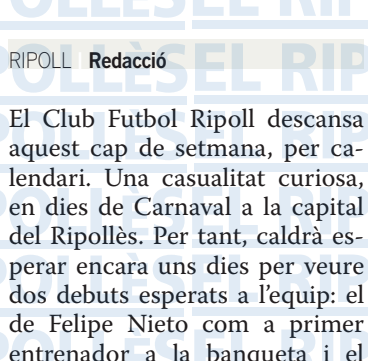 RIPOLL Redacció
El Club Futbol Ripoll descansa
aquest cap de setmana, per ca-
lendari. Una casualitat curiosa,
en dies de Carnaval a la capital
del Ripollès. Per tant, caldrà es-
perar encara uns dies per veure
dos debuts esperats a l’equip: el
de Felipe Nieto com a primer
entrenador a la banqueta i el